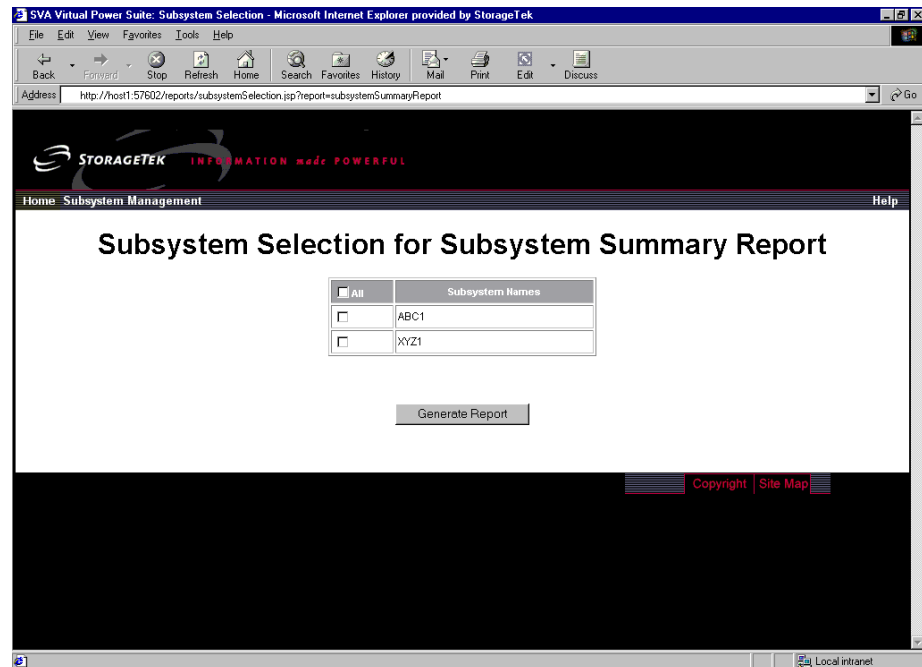 SVA Virtual Power Suite: Subsystem Selection - Microsoft Internet Explorer provided by StorageTek
File Edit View Favorites Tools Help
Back Forward Stop Refresh Home Search Favorites History Mail Print Edit Discuss
Address http://host1:57602/reports/subsystemSelection.jsp?report=subsystemSummaryReport Go
STORAGETEK INFORMATION made POWERFUL
Home Subsystem Management Help
Subsystem Selection for Subsystem Summary Report
All Subsystem Names
ABC1
XYZ1
Generate Report
Copyright Site Map
Local intranet